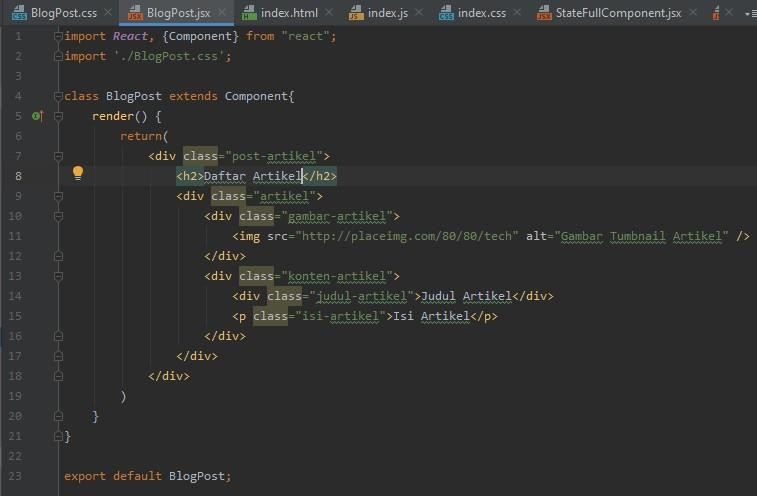 BlogPost.css × BlogPost.jsx × index.html × index.js × index.css × StateFullComponent.jsx ×
1 import React, {Component} from "react";
2 import './BlogPost.css';
3
4 class BlogPost extends Component{
5 render() {
6 return(
7 <div class="post-artikel">
8 <h2>Daftar Artikel</h2>
9 <div class="artikel">
10 <div class="gambar-artikel">
11 <img src="http://placeimg.com/80/80/tech" alt="Gambar Tumbnail Artikel" />
12 </div>
13 <div class="konten-artikel">
14 <div class="judul-artikel">Judul Artikel</div>
15 <p class="isi-artikel">Isi Artikel</p>
16 </div>
17 </div>
18 </div>
19 )
20 }
21 }
22
23 export default BlogPost;